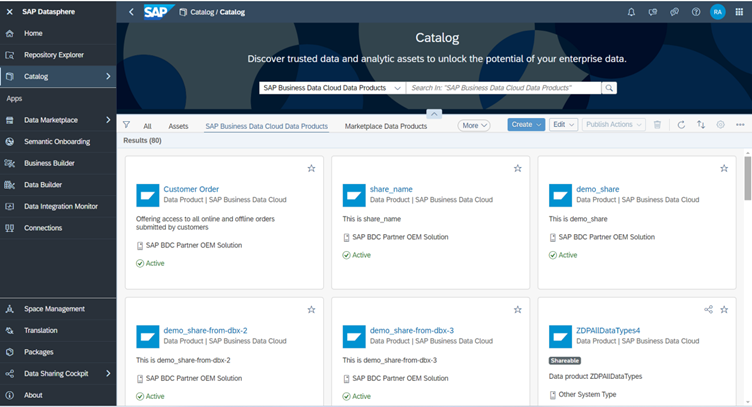 SAP Datasphere
SAP
Catalog / Catalog
RA
Home
Repository Explorer
Catalog
Apps
Data Marketplace
Semantic Onboarding
Business Builder
Data Builder
Data Integration Monitor
Connections
Space Management
Translation
Packages
Data Sharing Cockpit
About
Catalog
Discover trusted data and analytic assets to unlock the potential of your enterprise data.
SAP Business Data Cloud Data Products
Search In: "SAP Business Data Cloud Data Products"
All
Assets
SAP Business Data Cloud Data Products
Marketplace Data Products
More
Create
Edit
Publish Actions
Results (80)
Customer Order
Data Product | SAP Business Data Cloud
Offering access to all online and offline orders
submitted by customers
SAP BDC Partner OEM Solution
Active
share_name
Data Product | SAP Business Data Cloud
This is share_name
SAP BDC Partner OEM Solution
Active
demo_share
Data Product | SAP Business Data Cloud
This is demo_share
SAP BDC Partner OEM Solution
Active
demo_share-from-dbx-2
Data Product | SAP Business Data Cloud
This is demo_share-from-dbx-2
SAP BDC Partner OEM Solution
Active
demo_share-from-dbx-3
Data Product | SAP Business Data Cloud
This is demo_share-from-dbx-3
SAP BDC Partner OEM Solution
Active
ZDPAllDataTypes4
Data Product | SAP Business Data Cloud
Shareable
Data product ZDPAllDataTypes
Other System Type